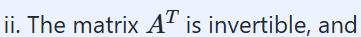 ii. The matrix $A^T$ is invertible, and